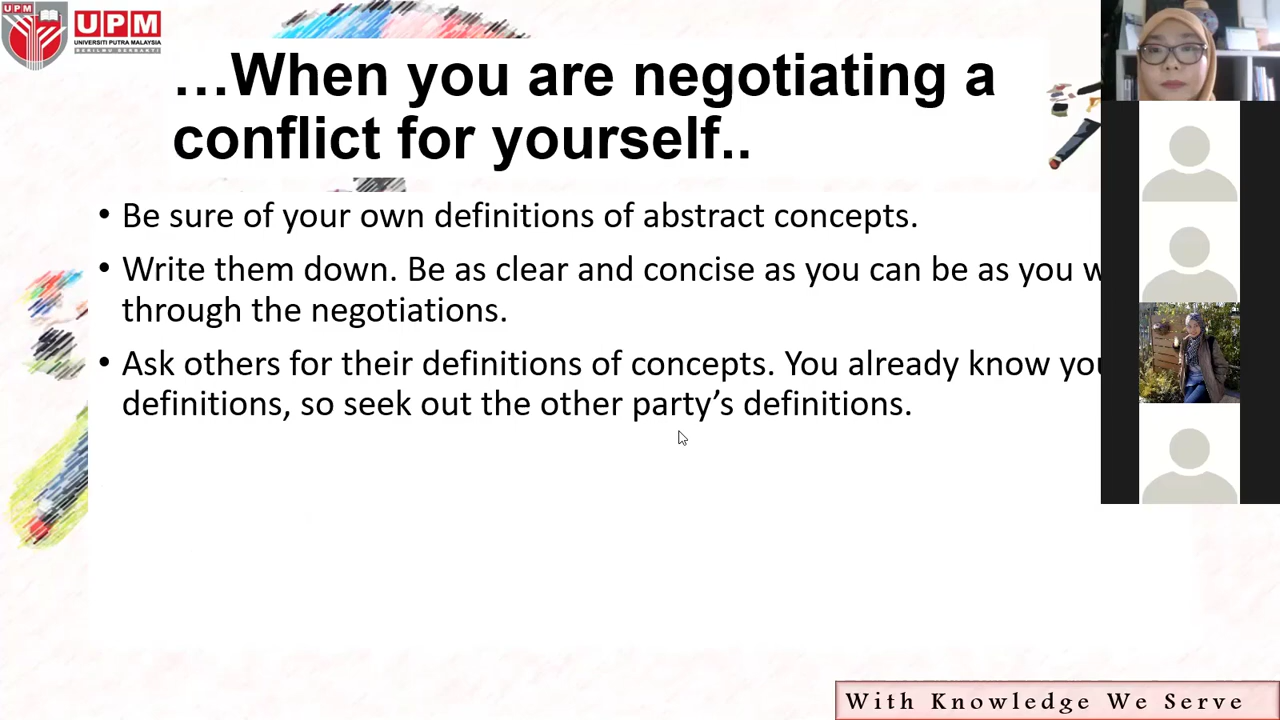 UPM
UPM
UNIVERSITI PUTRA MALAYSIA
BERILMU BERBAKTI
…When you are negotiating a
conflict for yourself..
• Be sure of your own definitions of abstract concepts.
• Write them down. Be as clear and concise as you can be as you
through the negotiations.
• Ask others for their definitions of concepts. You already know
definitions, so seek out the other party’s definitions.
With Knowledge We Serve